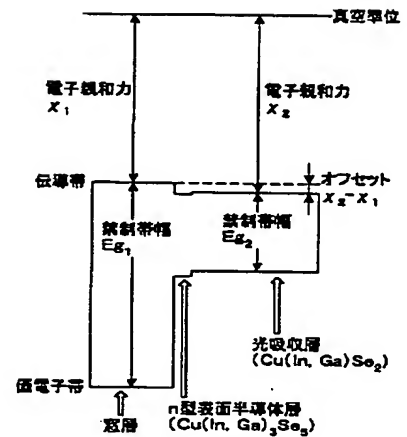 真空準位
電子親和力
χ1
電子親和力
χ2
伝導帯
オフセット
χ2-χ1
禁制帯幅
Eg1
禁制帯幅
Eg2
光吸収層
(Cu(In, Ga)Se2)
価電子帯
窓層
n型表面半導体層
(Cu(In, Ga)3Se5)